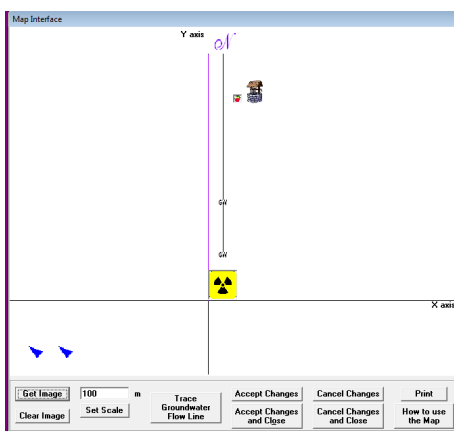 Map Interface
Y axis
N
GW
GW
X axis
Get Image
100 m
Trace
Groundwater
Flow Line
Accept Changes
Cancel Changes
Print
Clear Image
Set Scale
Accept Changes
and Close
Cancel Changes
and Close
How to use
the Map